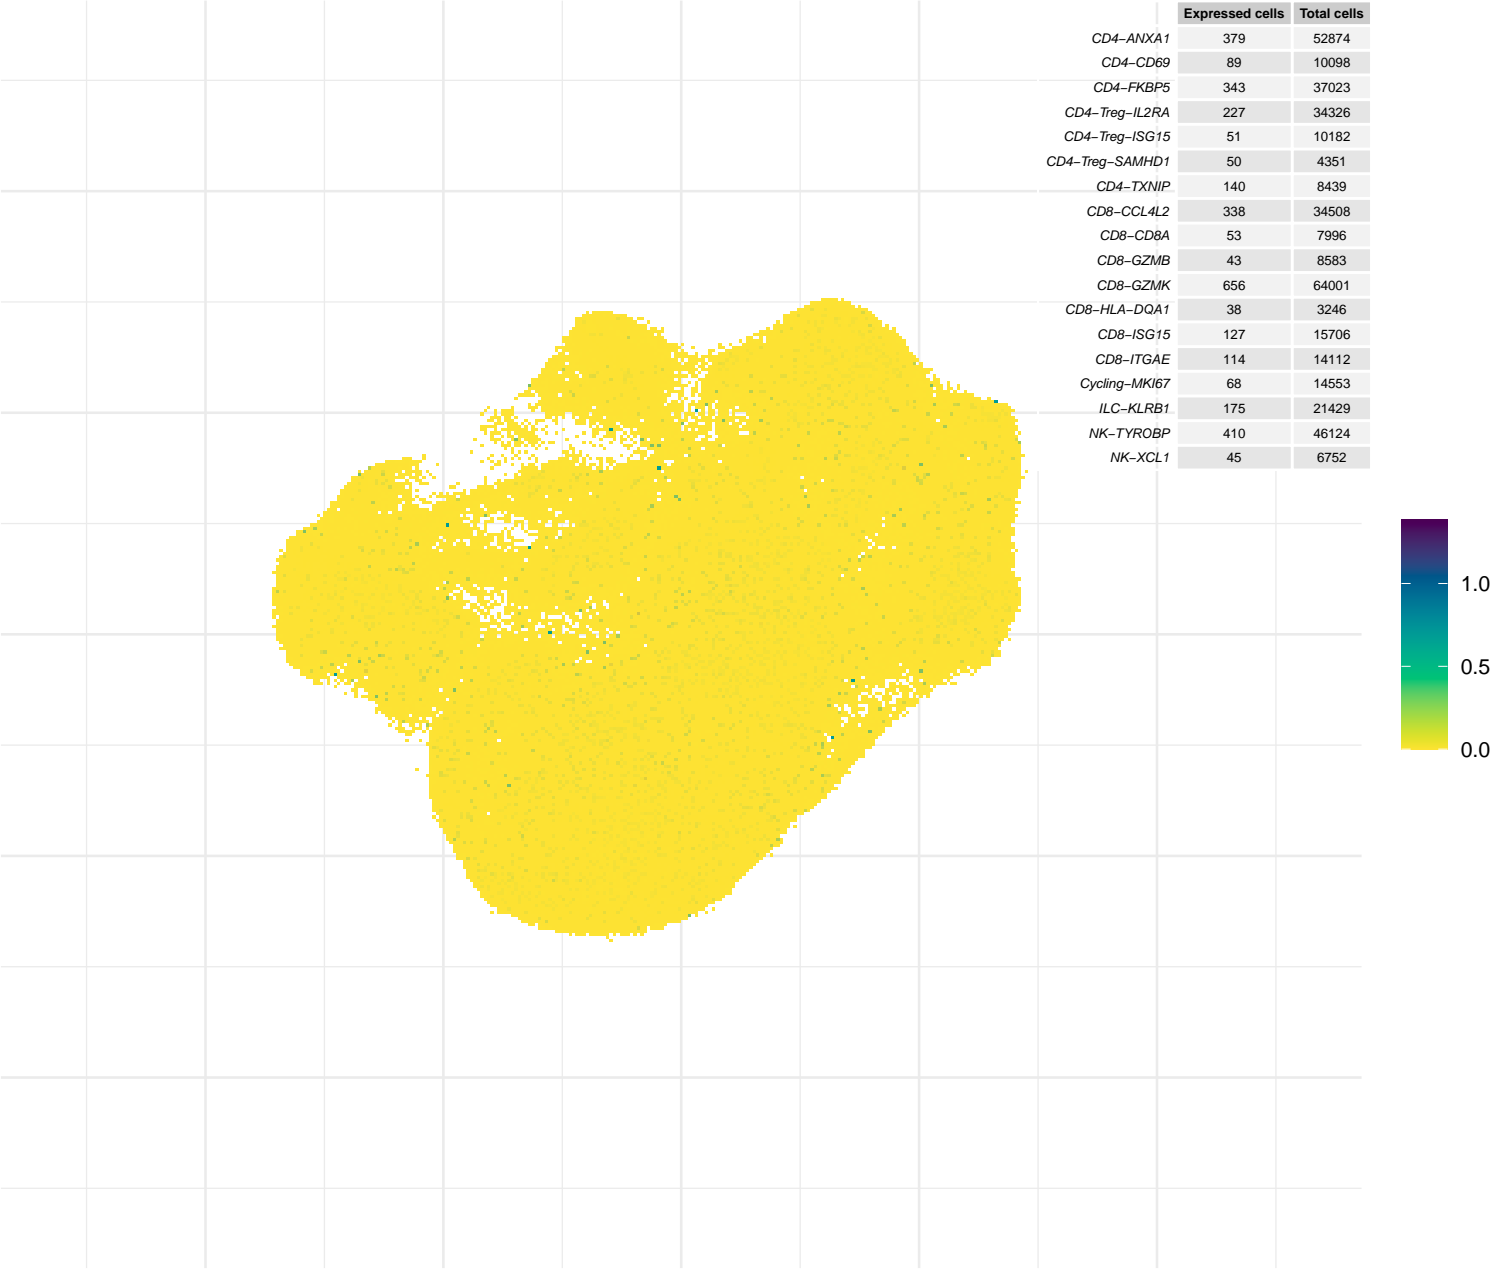 Expressed cells Total cells
CD4−ANXA1 379 52874
CD4−CD69 89 10098
CD4−FKBP5 343 37023
CD4−Treg−IL2RA 227 34326
CD4−Treg−ISG15 51 10182
CD4−Treg−SAMHD1 50 4351
CD4−TXNIP 140 8439
CD8−CCL4L2 338 34508
CD8−CD8A 53 7996
CD8−GZMB 43 8583
CD8−GZMK 656 64001
CD8−HLA−DQA1 38 3246
CD8−ISG15 127 15706
CD8−ITGAE 114 14112
Cycling−MKI67 68 14553
ILC−KLRB1 175 21429
NK−TYROBP 410 46124
NK−XCL1 45 6752
1.0
0.5
0.0